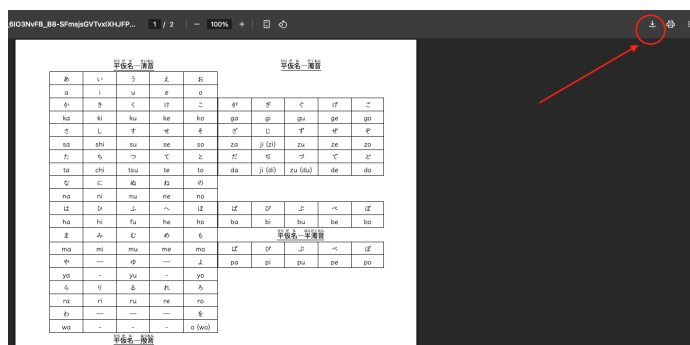 _6IO3NvFB_B8-SFmsjsGVTvxIXHJFP... 1 / 2 − 100% +
平仮名—清音 平仮名—濁音
あ い う え お
a i u e o
か き く け こ が ぎ ぐ げ ご
ka ki ku ke ko ga gi gu ge go
さ し す せ そ ざ じ ず ぜ ぞ
sa shi su se so za ji (zi) zu ze zo
た ち つ て と だ ぢ づ で ど
ta chi tsu te to da ji (di) zu (du) de do
な に ぬ ね の
na ni nu ne no
は ひ ふ へ ほ ば び ぶ べ ぼ
ha hi fu he ho ba bi bu be bo
ま み む め も 平仮名—半濁音
ma mi mu me mo ぱ ぴ ぷ ぺ ぽ
や — ゆ — よ pa pi pu pe po
ya - yu - yo
ら り る れ ろ
ra ri ru re ro
わ — — — を
wa - - - o (wo)
平仮名—撥音